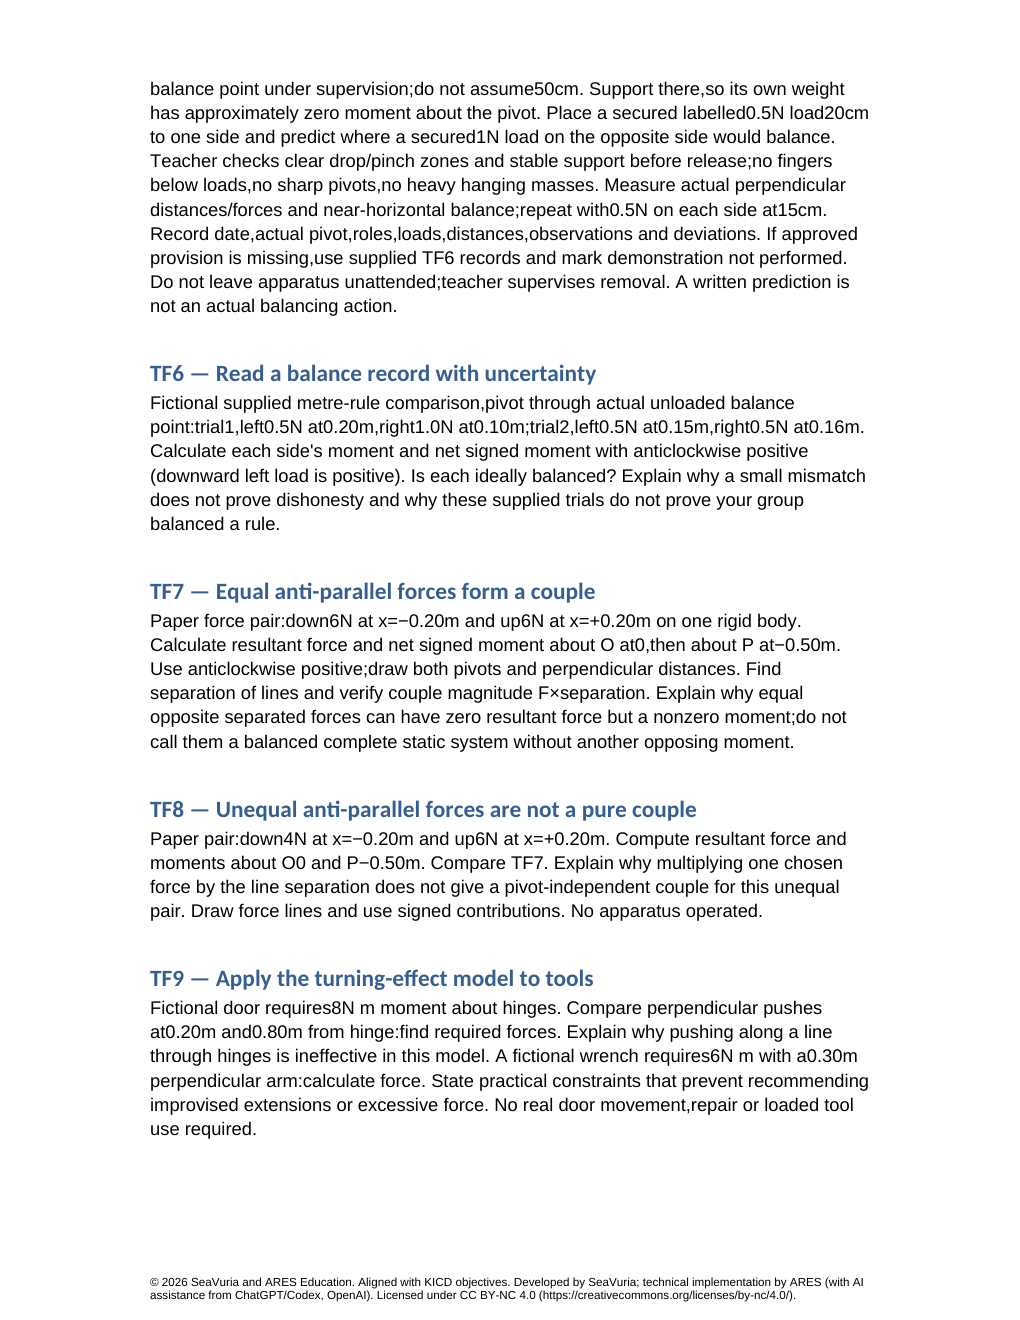 balance point under supervision;do not assume50cm. Support there,so its own weight
has approximately zero moment about the pivot. Place a secured labelled0.5N load20cm
to one side and predict where a secured1N load on the opposite side would balance.
Teacher checks clear drop/pinch zones and stable support before release;no fingers
below loads,no sharp pivots,no heavy hanging masses. Measure actual perpendicular
distances/forces and near-horizontal balance;repeat with0.5N on each side at15cm.
Record date,actual pivot,roles,loads,distances,observations and deviations. If approved
provision is missing,use supplied TF6 records and mark demonstration not performed.
Do not leave apparatus unattended;teacher supervises removal. A written prediction is
not an actual balancing action.
TF6 — Read a balance record with uncertainty
Fictional supplied metre-rule comparison,pivot through actual unloaded balance
point:trial1,left0.5N at0.20m,right1.0N at0.10m;trial2,left0.5N at0.15m,right0.5N at0.16m.
Calculate each side's moment and net signed moment with anticlockwise positive
(downward left load is positive). Is each ideally balanced? Explain why a small mismatch
does not prove dishonesty and why these supplied trials do not prove your group
balanced a rule.
TF7 — Equal anti-parallel forces form a couple
Paper force pair:down6N at x=−0.20m and up6N at x=+0.20m on one rigid body.
Calculate resultant force and net signed moment about O at0,then about P at−0.50m.
Use anticlockwise positive;draw both pivots and perpendicular distances. Find
separation of lines and verify couple magnitude F×separation. Explain why equal
opposite separated forces can have zero resultant force but a nonzero moment;do not
call them a balanced complete static system without another opposing moment.
TF8 — Unequal anti-parallel forces are not a pure couple
Paper pair:down4N at x=−0.20m and up6N at x=+0.20m. Compute resultant force and
moments about O0 and P−0.50m. Compare TF7. Explain why multiplying one chosen
force by the line separation does not give a pivot-independent couple for this unequal
pair. Draw force lines and use signed contributions. No apparatus operated.
TF9 — Apply the turning-effect model to tools
Fictional door requires8N m moment about hinges. Compare perpendicular pushes
at0.20m and0.80m from hinge:find required forces. Explain why pushing along a line
through hinges is ineffective in this model. A fictional wrench requires6N m with a0.30m
perpendicular arm:calculate force. State practical constraints that prevent recommending
improvised extensions or excessive force. No real door movement,repair or loaded tool
use required.
© 2026 SeaVuria and ARES Education. Aligned with KICD objectives. Developed by SeaVuria; technical implementation by ARES (with AI
assistance from ChatGPT/Codex, OpenAI). Licensed under CC BY-NC 4.0 (https://creativecommons.org/licenses/by-nc/4.0/).